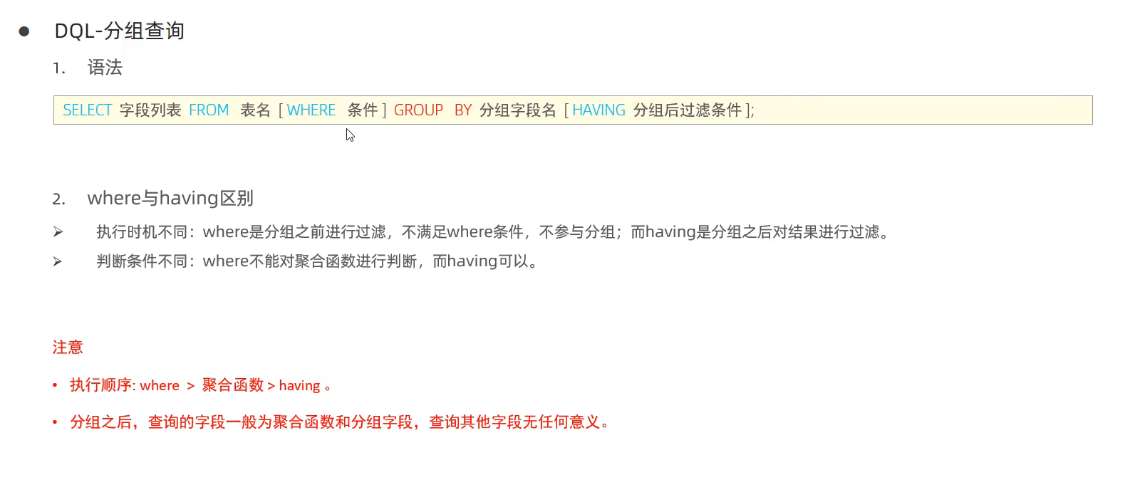 ● DQL-分组查询
1. 语法
SELECT 字段列表 FROM 表名 [ WHERE 条件 ] GROUP BY 分组字段名 [ HAVING 分组后过滤条件 ];
2. where与having区别
➢ 执行时机不同：where是分组之前进行过滤，不满足where条件，不参与分组；而having是分组之后对结果进行过滤。
➢ 判断条件不同：where不能对聚合函数进行判断，而having可以。
注意
• 执行顺序: where > 聚合函数 > having 。
• 分组之后，查询的字段一般为聚合函数和分组字段，查询其他字段无任何意义。